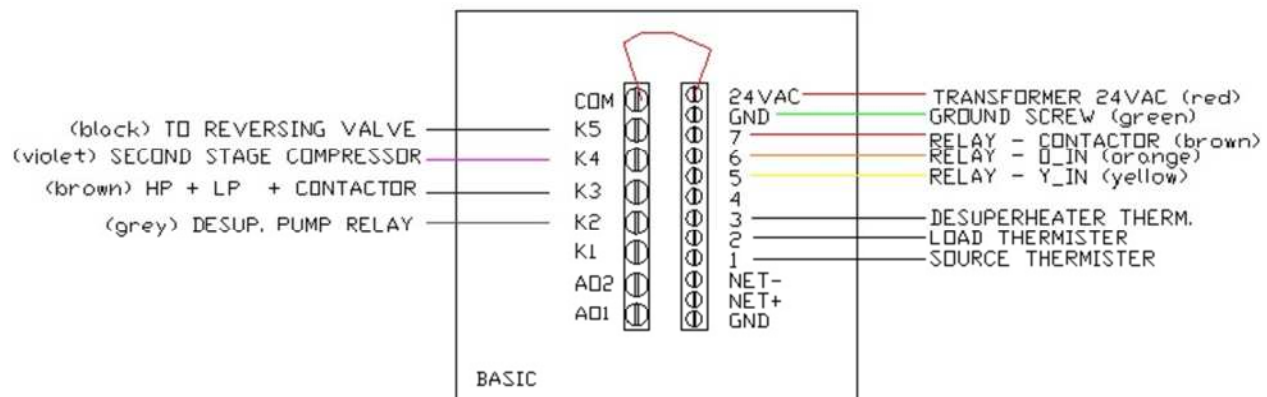 COM
(black) TO REVERSING VALVE K5
(violet) SECOND STAGE COMPRESSOR K4
(brown) HP + LP + CONTACTOR K3
(grey) DESUP. PUMP RELAY K2
K1
AO2
AO1
24VAC TRANSFORMER 24VAC (red)
GND GROUND SCREW (green)
7 RELAY - CONTACTOR (brown)
6 RELAY - O_IN (orange)
5 RELAY - Y_IN (yellow)
4
3 DESUPERHEATER THERM.
2 LOAD THERMISTER
1 SOURCE THERMISTER
NET-
NET+
GND
BASIC